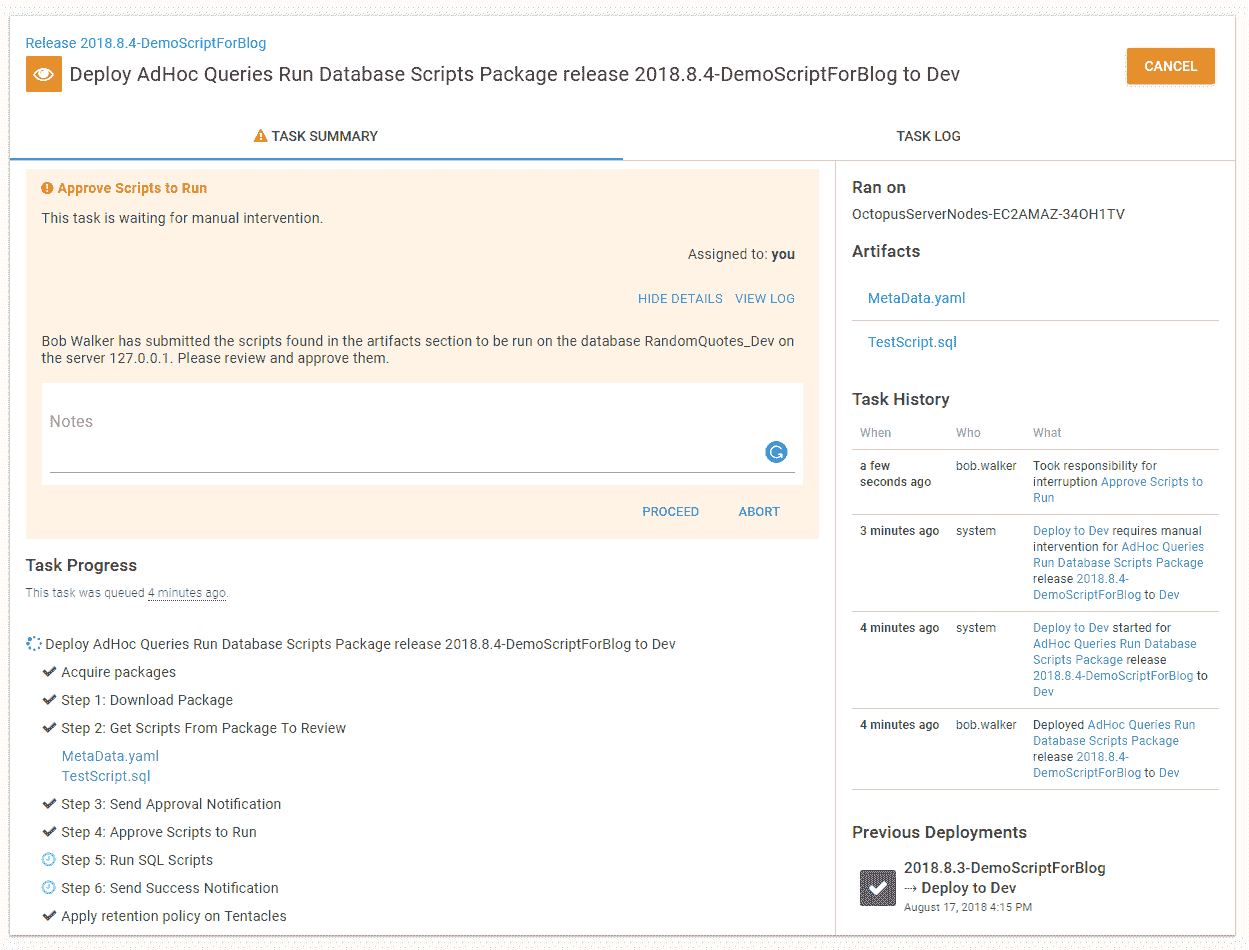 Release 2018.8.4-DemoScriptForBlog
Deploy AdHoc Queries Run Database Scripts Package release 2018.8.4-DemoScriptForBlog to Dev
CANCEL
TASK SUMMARY
TASK LOG
Approve Scripts to Run
This task is waiting for manual intervention.
Assigned to: you
HIDE DETAILS VIEW LOG
Bob Walker has submitted the scripts found in the artifacts section to be run on the database RandomQuotes_Dev on
the server 127.0.0.1. Please review and approve them.
Notes
PROCEED ABORT
Task Progress
This task was queued 4 minutes ago.
Deploy AdHoc Queries Run Database Scripts Package release 2018.8.4-DemoScriptForBlog to Dev
Acquire packages
Step 1: Download Package
Step 2: Get Scripts From Package To Review
MetaData.yaml
TestScript.sql
Step 3: Send Approval Notification
Step 4: Approve Scripts to Run
Step 5: Run SQL Scripts
Step 6: Send Success Notification
Apply retention policy on Tentacles
Ran on
OctopusServerNodes-EC2AMAZ-34OH1TV
Artifacts
MetaData.yaml
TestScript.sql
Task History
When Who What
a few bob.walker Took responsibility for
seconds ago interruption Approve Scripts to
Run
3 minutes ago system Deploy to Dev requires manual
intervention for AdHoc Queries
Run Database Scripts Package
release 2018.8.4-
DemoScriptForBlog to Dev
4 minutes ago system Deploy to Dev started for
AdHoc Queries Run Database
Scripts Package release
2018.8.4-DemoScriptForBlog to
Dev
4 minutes ago bob.walker Deployed AdHoc Queries Run
Database Scripts Package
release 2018.8.4-
DemoScriptForBlog to Dev
Previous Deployments
2018.8.3-DemoScriptForBlog
⇢ Deploy to Dev
August 17, 2018 4:15 PM